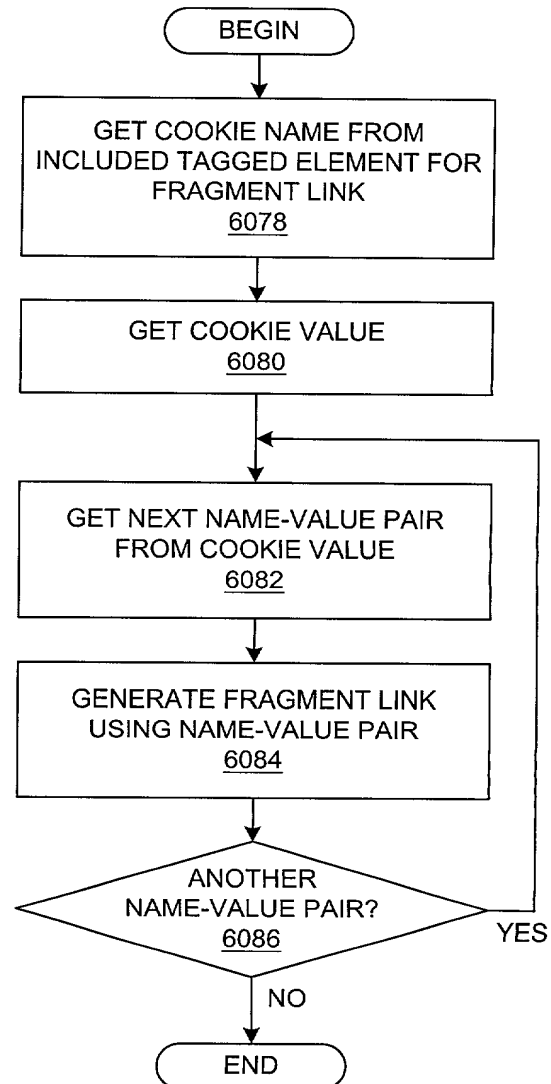 BEGIN
GET COOKIE NAME FROM
INCLUDED TAGGED ELEMENT FOR
FRAGMENT LINK
6078
GET COOKIE VALUE
6080
GET NEXT NAME-VALUE PAIR
FROM COOKIE VALUE
6082
GENERATE FRAGMENT LINK
USING NAME-VALUE PAIR
6084
ANOTHER
NAME-VALUE PAIR?
6086
YES
NO
END